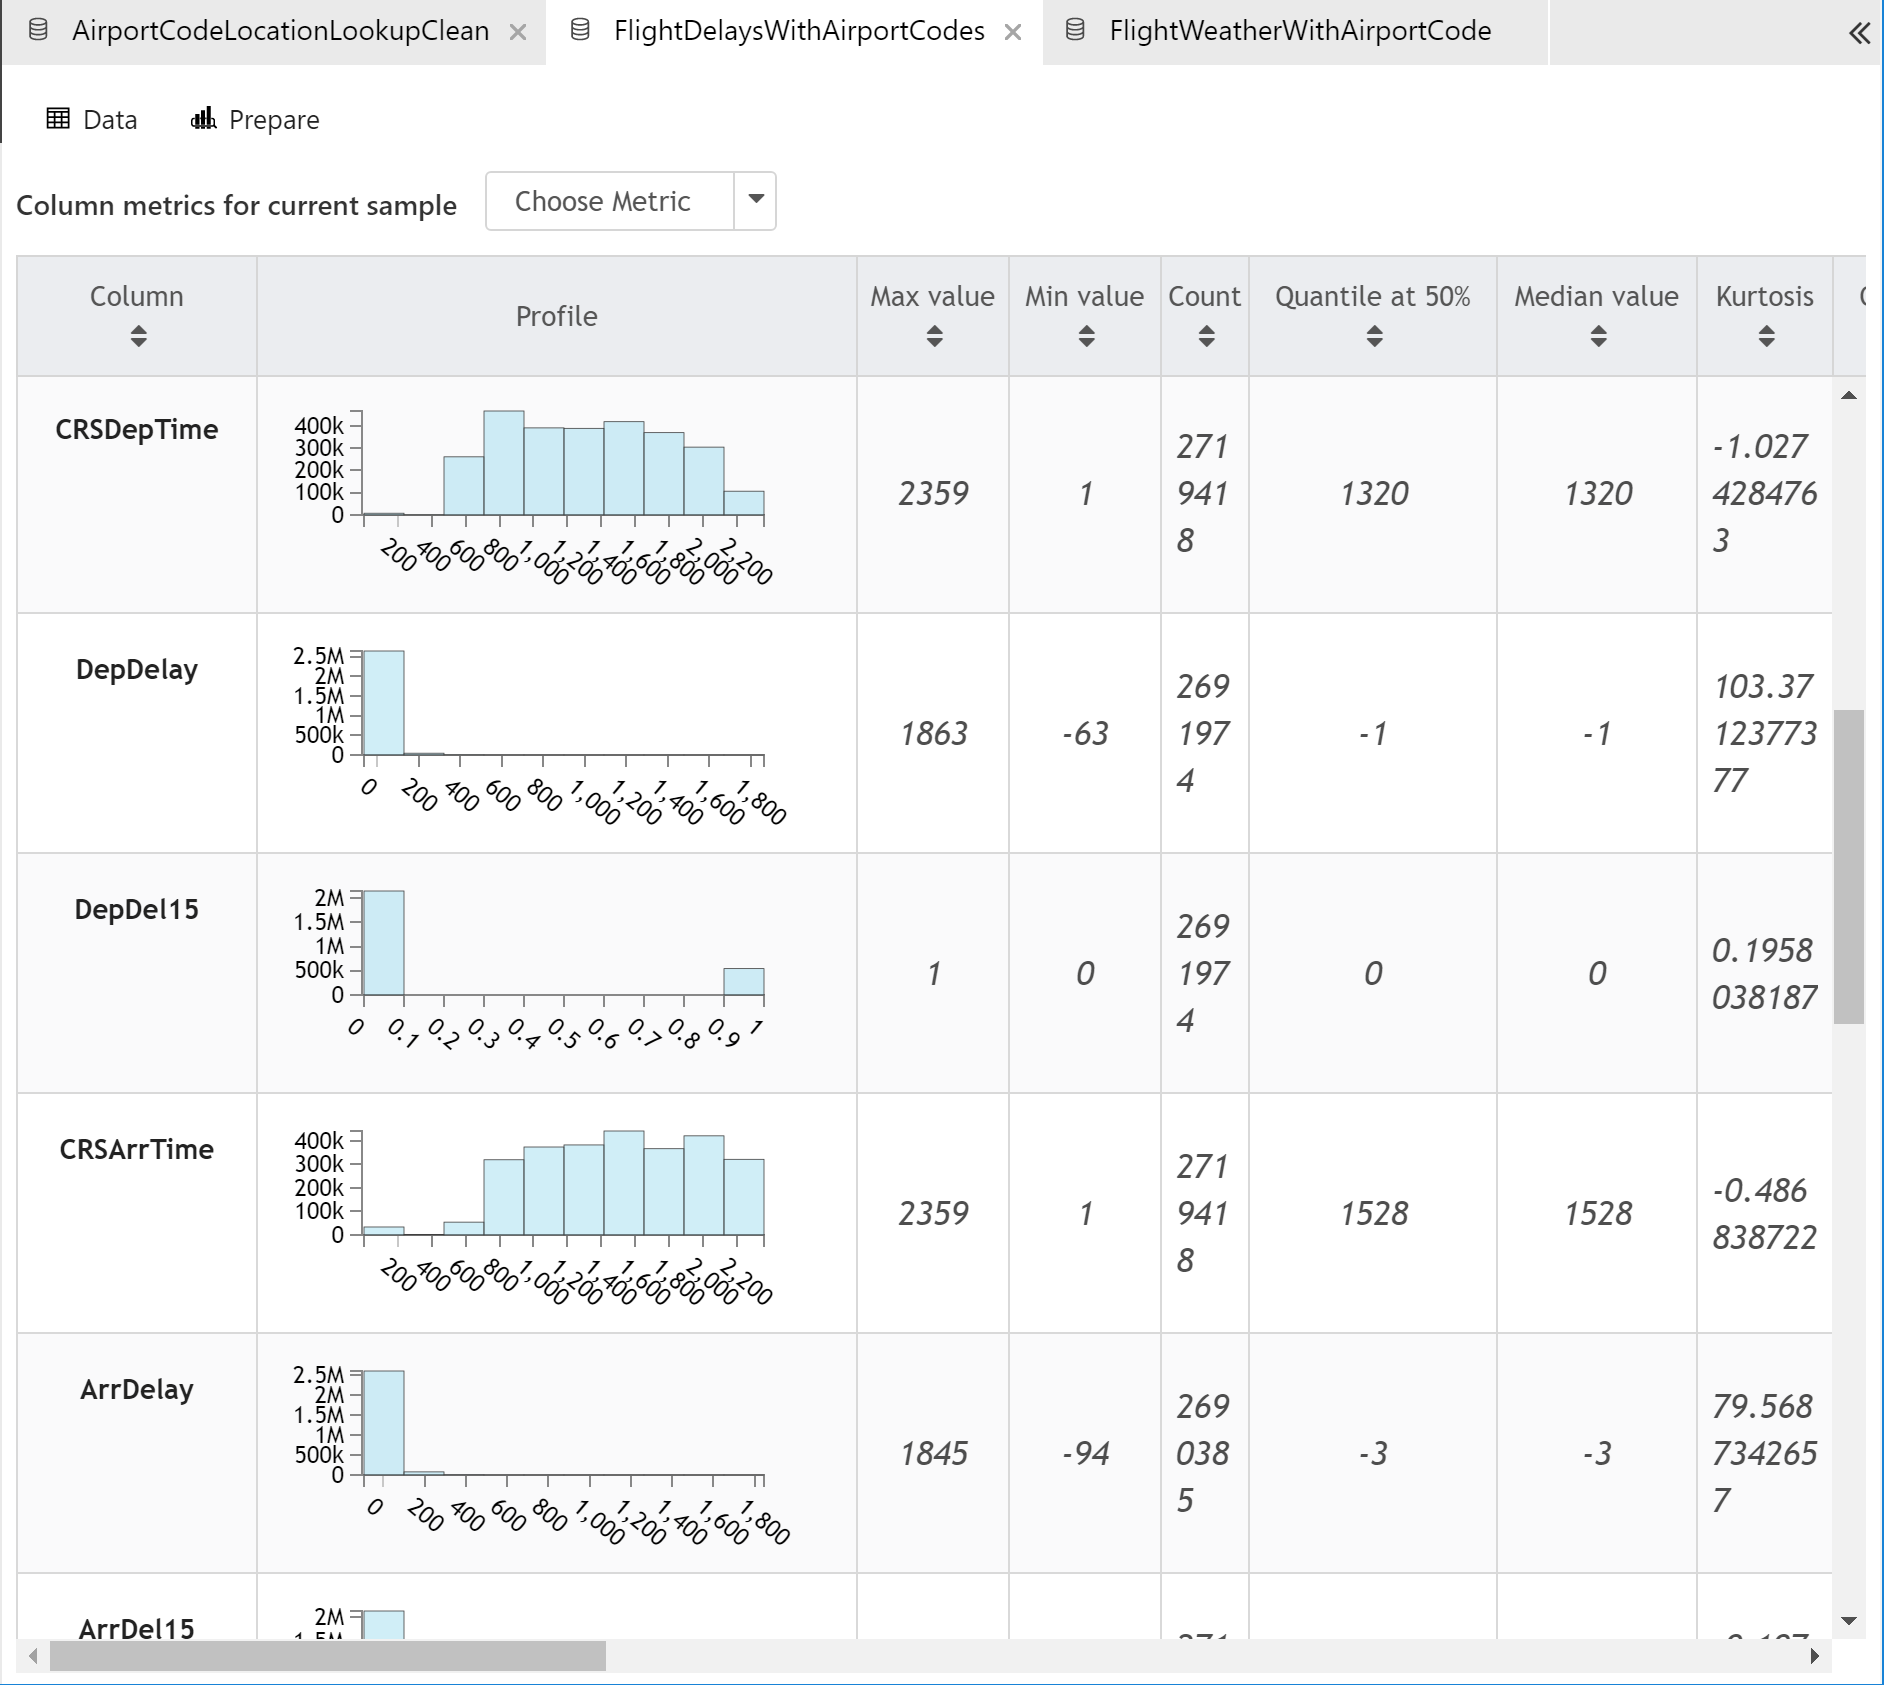 AirportCodeLocationLookupClean FlightDelaysWithAirportCodes FlightWeatherWithAirportCode
Data Prepare
Column metrics for current sample Choose Metric
Column Profile Max value Min value Count Quantile at 50% Median value Kurtosis
CRSDepTime
400k
300k
200k
100k
0
200 400 600 800 1,000 1,200 1,400 1,600 1,800 2,000 2,200
2359
1
271
941
8
1320
1320
-1.027
428476
3
DepDelay
2.5M
2M
1.5M
1M
500k
0
0 200 400 600 800 1,000 1,200 1,400 1,600 1,800
1863
-63
269
197
4
-1
-1
103.37
123773
77
DepDel15
2M
1.5M
1M
500k
0
0 0.1 0.2 0.3 0.4 0.5 0.6 0.7 0.8 0.9 1
1
0
269
197
4
0
0
0.1958
038187
CRSArrTime
400k
300k
200k
100k
0
200 400 600 800 1,000 1,200 1,400 1,600 1,800 2,000 2,200
2359
1
271
941
8
1528
1528
-0.486
838722
ArrDelay
2.5M
2M
1.5M
1M
500k
0
0 200 400 600 800 1,000 1,200 1,400 1,600 1,800
1845
-94
269
038
5
-3
-3
79.568
734265
7
ArrDel15
2M
1.5M
271